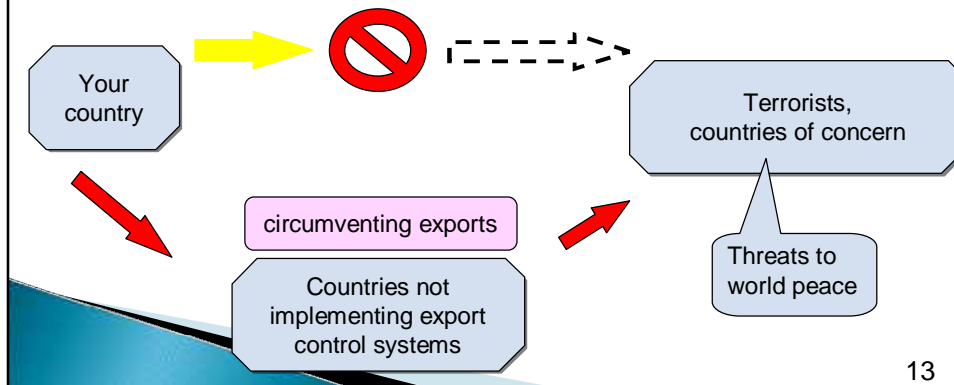 Your
country
Terrorists,
countries of concern
circumventing exports
Threats to
world peace
Countries not
implementing export
control systems
13